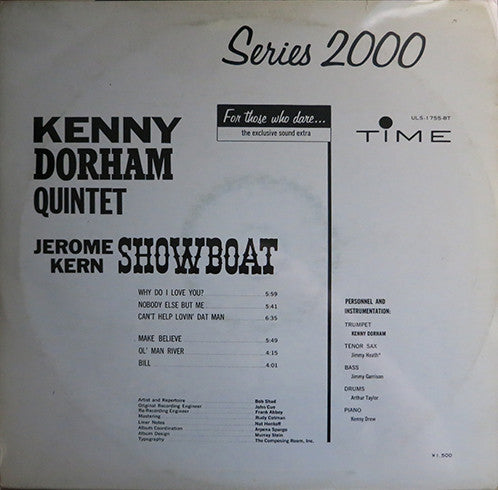 Series 2000
For those who dare...
the exclusive sound extra
ULS-1755-BT
TIME
KENNY
DORHAM
QUINTET
JEROME KERN SHOWBOAT
WHY DO I LOVE YOU? 5:59
NOBODY ELSE BUT ME 5:41
CAN'T HELP LOVIN' DAT MAN 6:35
MAKE BELIEVE 5:49
OL' MAN RIVER 4:15
BILL 4:01
Artist and Repertoire Bob Shad
Original Recording Engineer John Cue
Re-Recording Engineer Frank Abbey
Mastering Rudy Cotman
Liner Notes Nat Hentoff
Album Coordination Arpena Spargo
Album Design Murray Stein
Typography The Composing Room, Inc.
PERSONNEL AND
INSTRUMENTATION:
TRUMPET
KENNY DORHAM
TENOR SAX
Jimmy Heath*
BASS
Jimmy Garrison
DRUMS
Arthur Taylor
PIANO
Kenny Drew
¥1,500